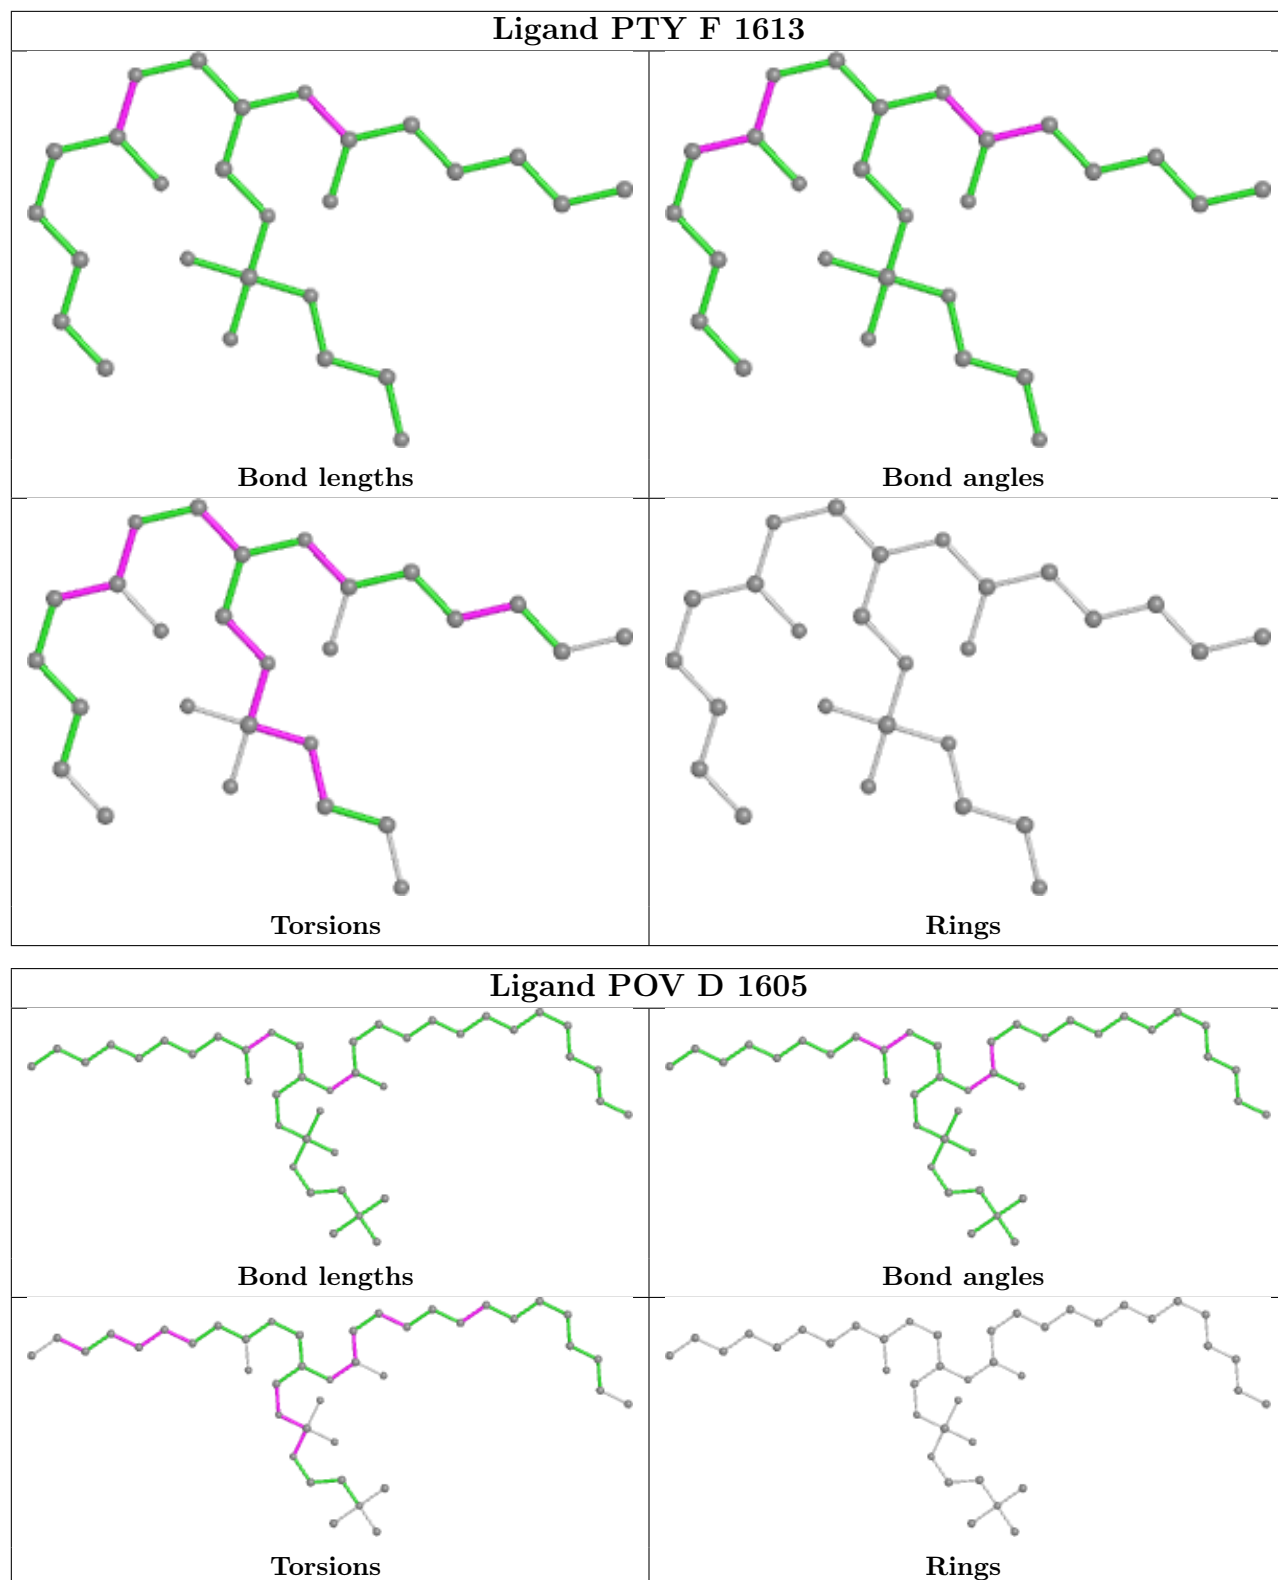 Ligand PTY F 1613
Bond lengths
Bond angles
Torsions
Rings
Ligand POV D 1605
Bond lengths
Bond angles
Torsions
Rings